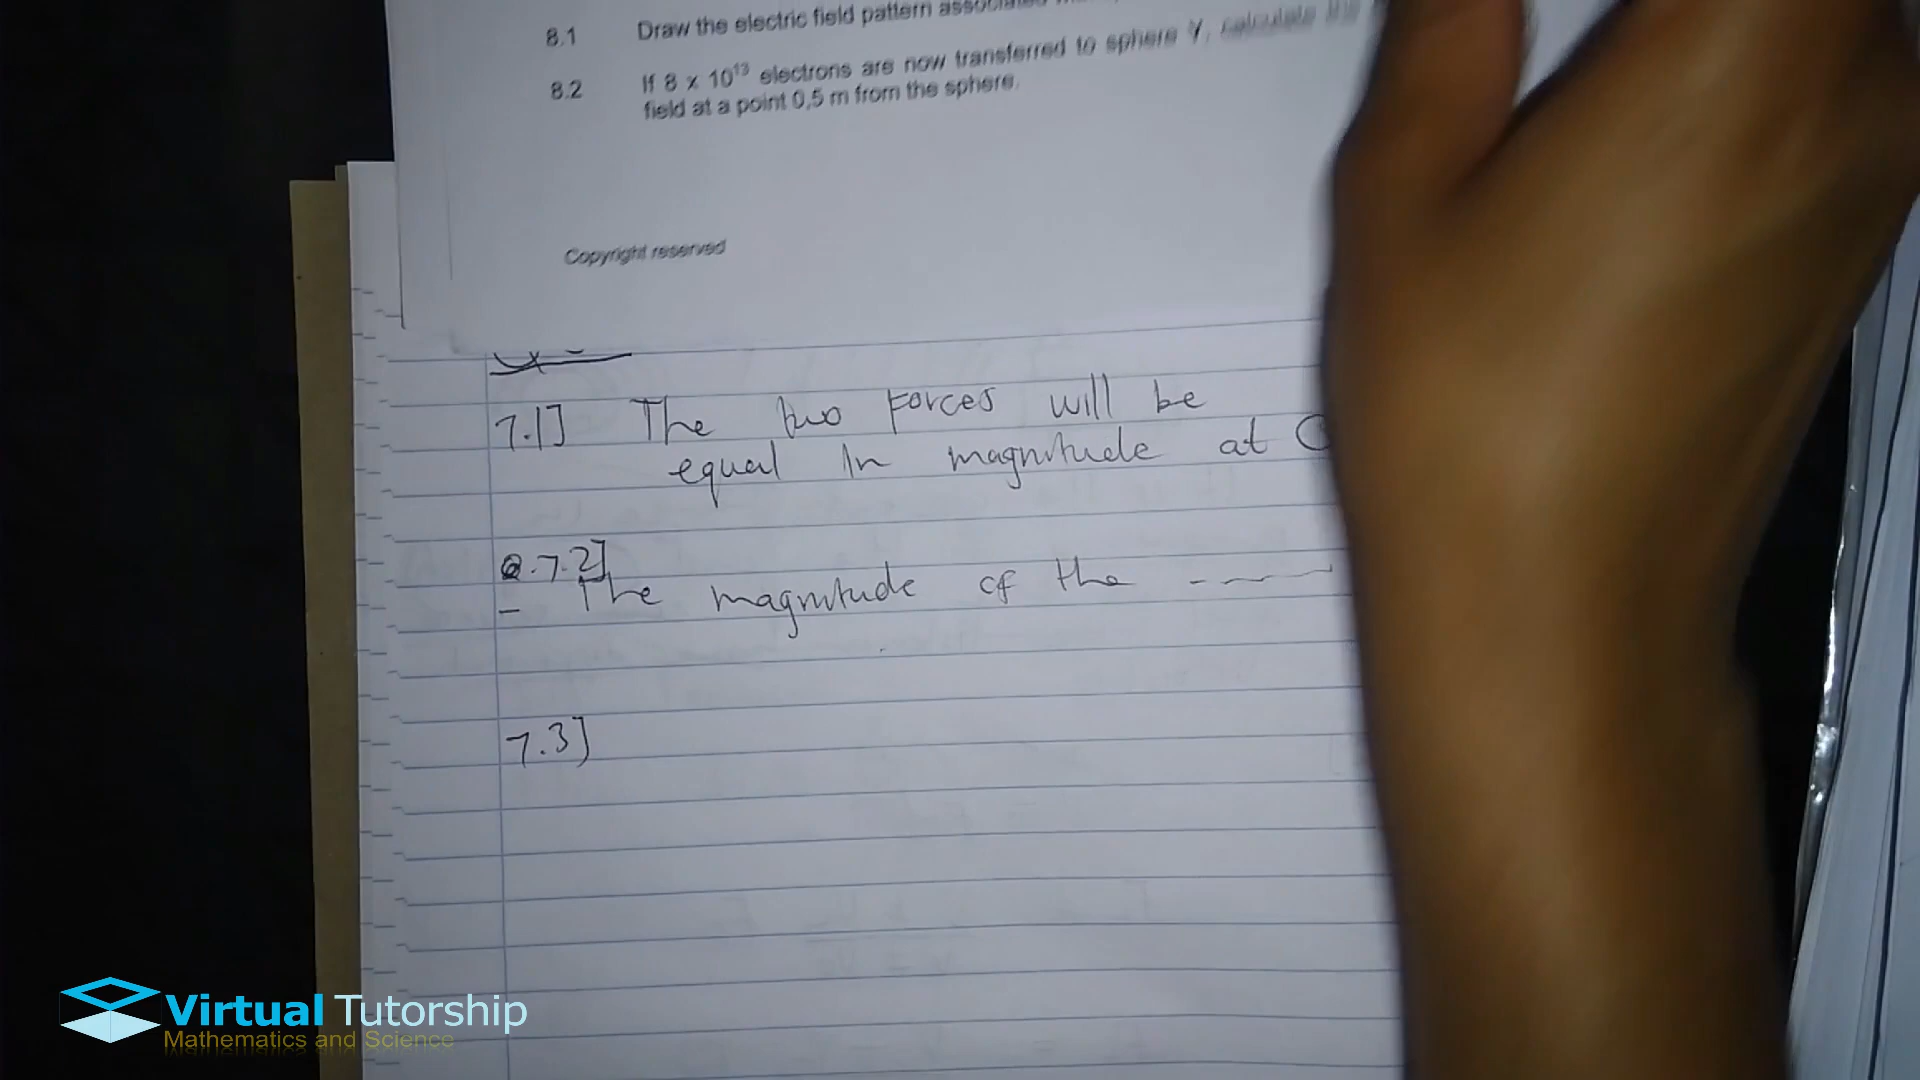 8.1 Draw the electric field pattern
8.2 If 8 x 10¹³ electrons are now transferred to sphere Y, calculate the
field at a point 0,5 m from the sphere.
Copyright reserved
7.1] The two Forces will be
equal in magnitude at
Q.7.2]
– The magnitude of the -----
7.3]
Virtual Tutorship
Mathematics and Science